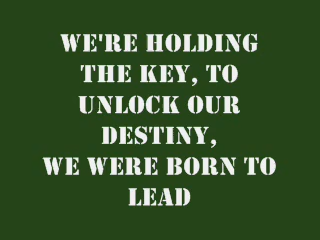 WE'RE HOLDING
THE KEY, TO
UNLOCK OUR
DESTINY,
WE WERE BORN TO
LEAD